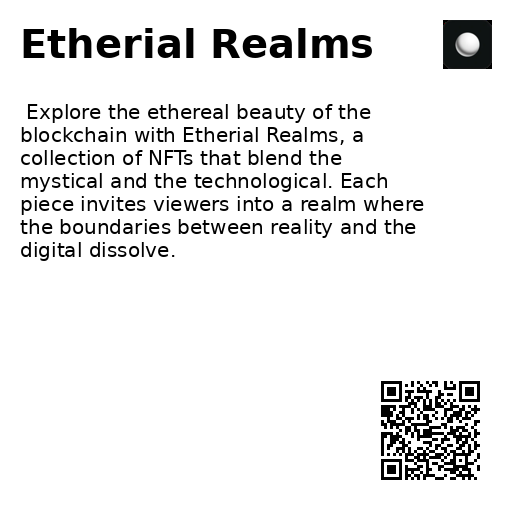 Etherial Realms
Explore the ethereal beauty of the
blockchain with Etherial Realms, a
collection of NFTs that blend the
mystical and the technological. Each
piece invites viewers into a realm where
the boundaries between reality and the
digital dissolve.